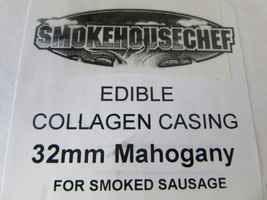 SMOKEHOUSECHEF
EDIBLE
COLLAGEN CASING
32mm Mahogany
FOR SMOKED SAUSAGE